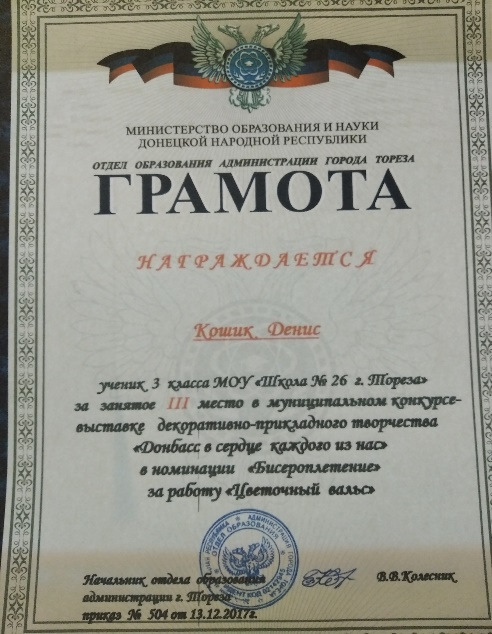 МИНИСТЕРСТВО ОБРАЗОВАНИЯ И НАУКИ
ДОНЕЦКОЙ НАРОДНОЙ РЕСПУБЛИКИ
ОТДЕЛ ОБРАЗОВАНИЯ АДМИНИСТРАЦИИ ГОРОДА ТОРЕЗА
ГРАМОТА
НАГРАЖДАЕТСЯ
Кошик Денис
ученик 3 класса МОУ «Школа № 26 г. Тореза»
за занятое III место в муниципальном конкурсе-
выставке декоративно-прикладного творчества
«Донбасс в сердце каждого из нас»
в номинации «Бисероплетение»
за работу «Цветочный вальс»
Начальник отдела образования
администрации г. Тореза В.В.Колесник
приказ № 504 от 13.12.2017г.